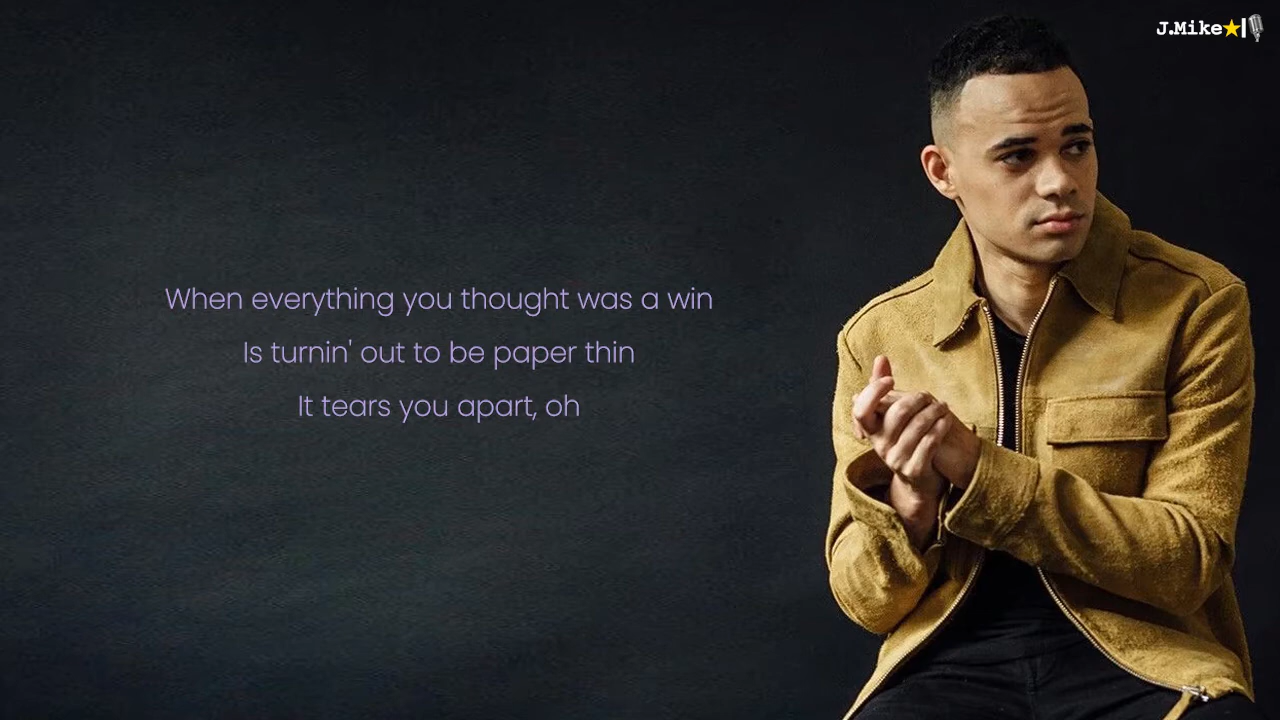 J.Mike
When everything you thought was a win
Is turnin' out to be paper thin
It tears you apart, oh